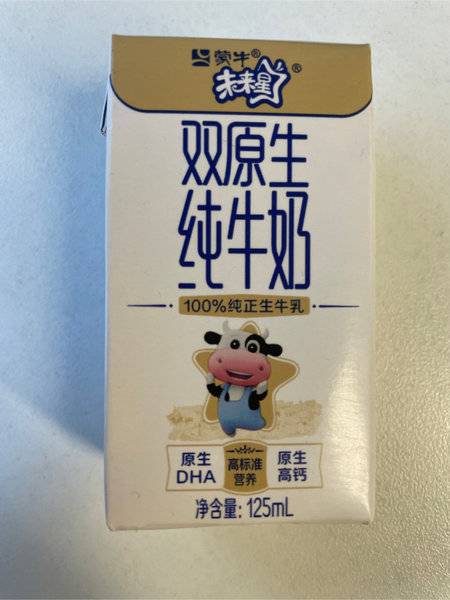 蒙牛®
未来星®
双原生
纯牛奶
100%纯正生牛乳
原生
DHA
高标准
营养
原生
高钙
净含量:125mL